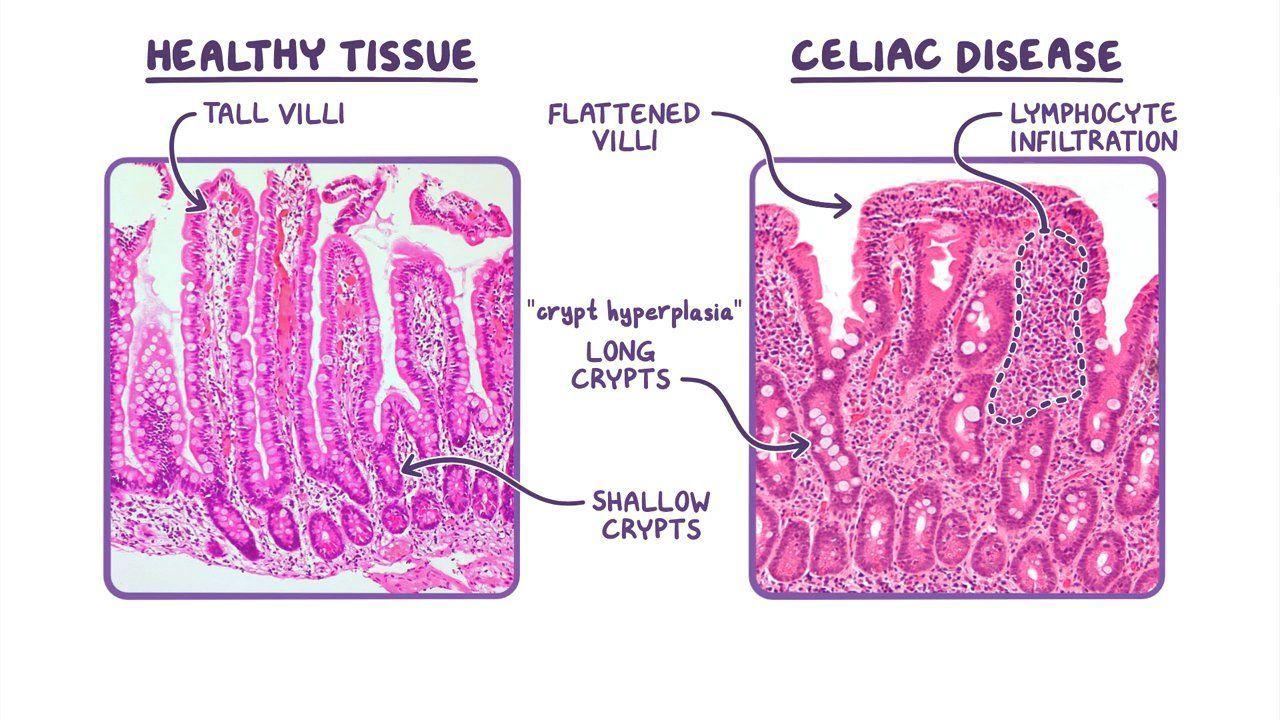 HEALTHY TISSUE
TALL VILLI
SHALLOW
CRYPTS
CELIAC DISEASE
FLATTENED
VILLI
LYMPHOCYTE
INFILTRATION
"crypt hyperplasia"
LONG
CRYPTS